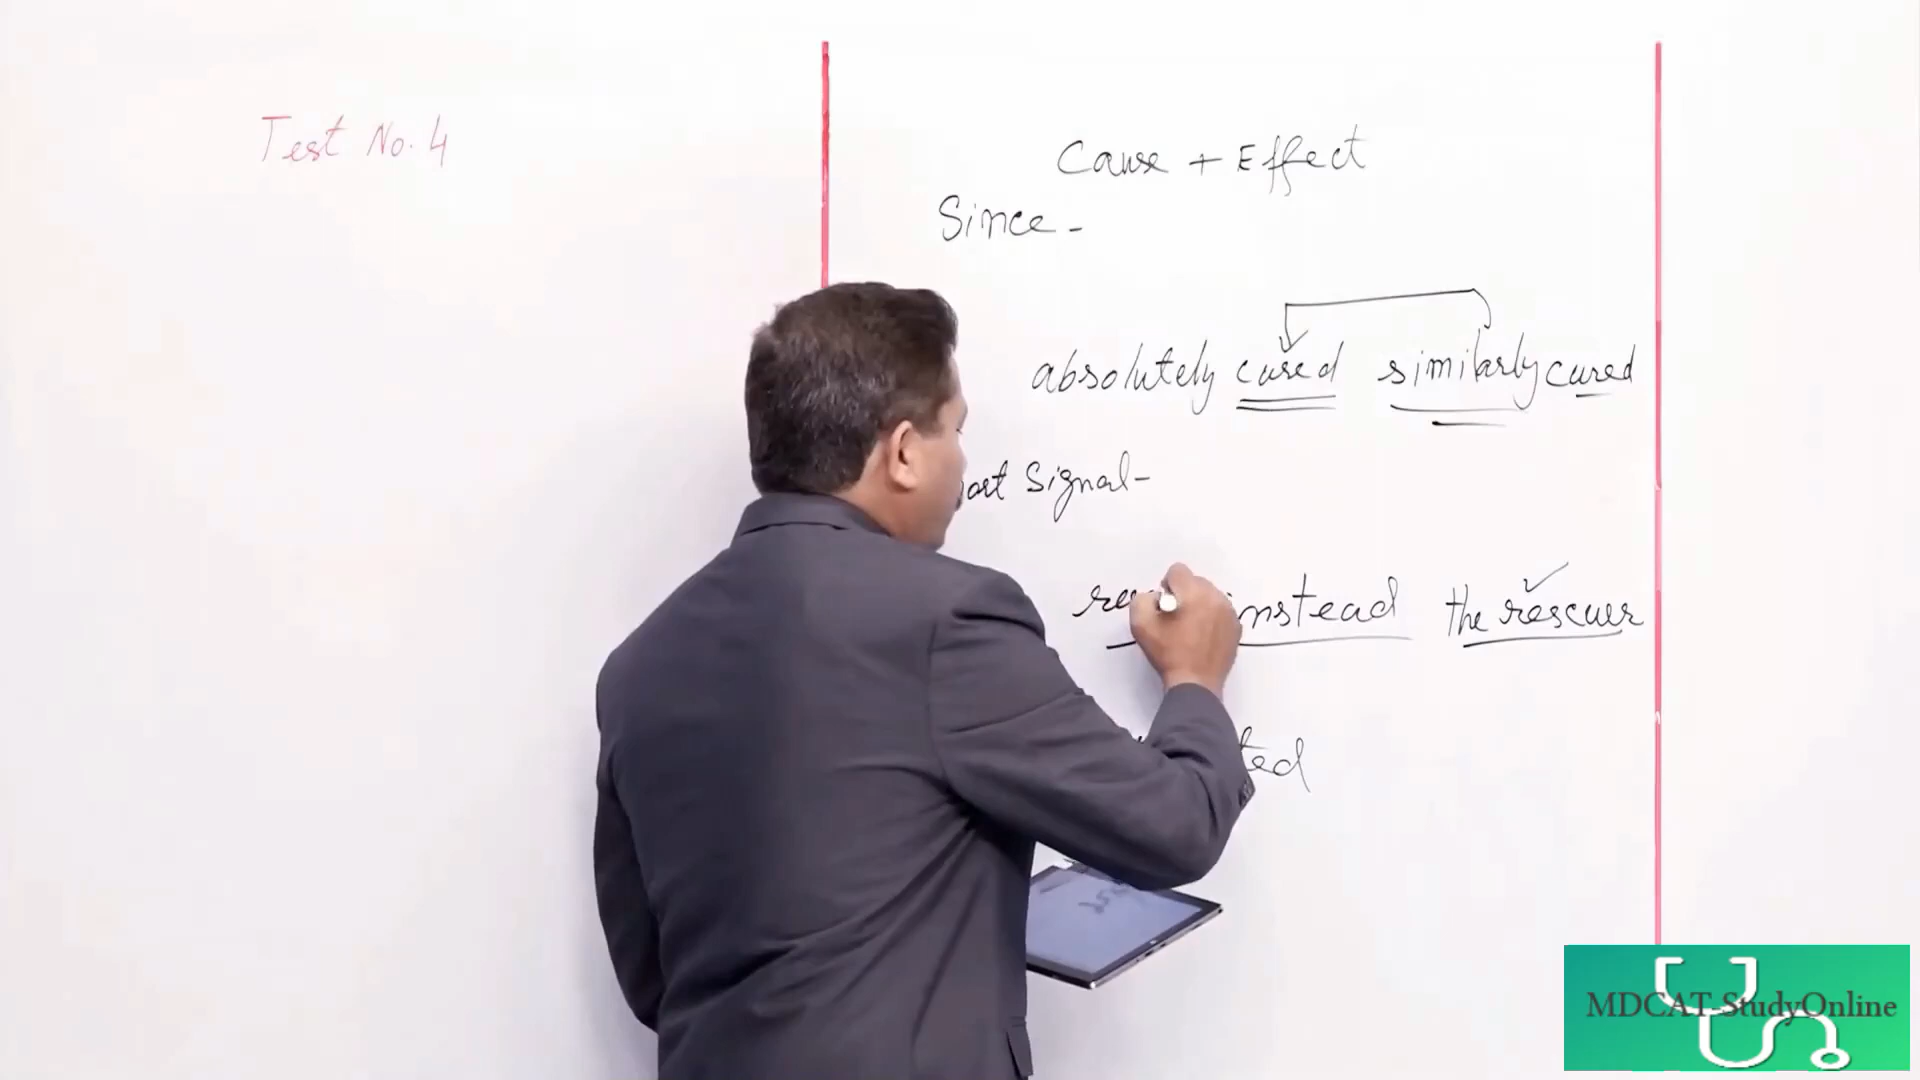 Test No. 4
Cause + Effect
Since -
absolutely cured similarly cured
Signal -
instead the rescuer
MDCAT StudyOnline